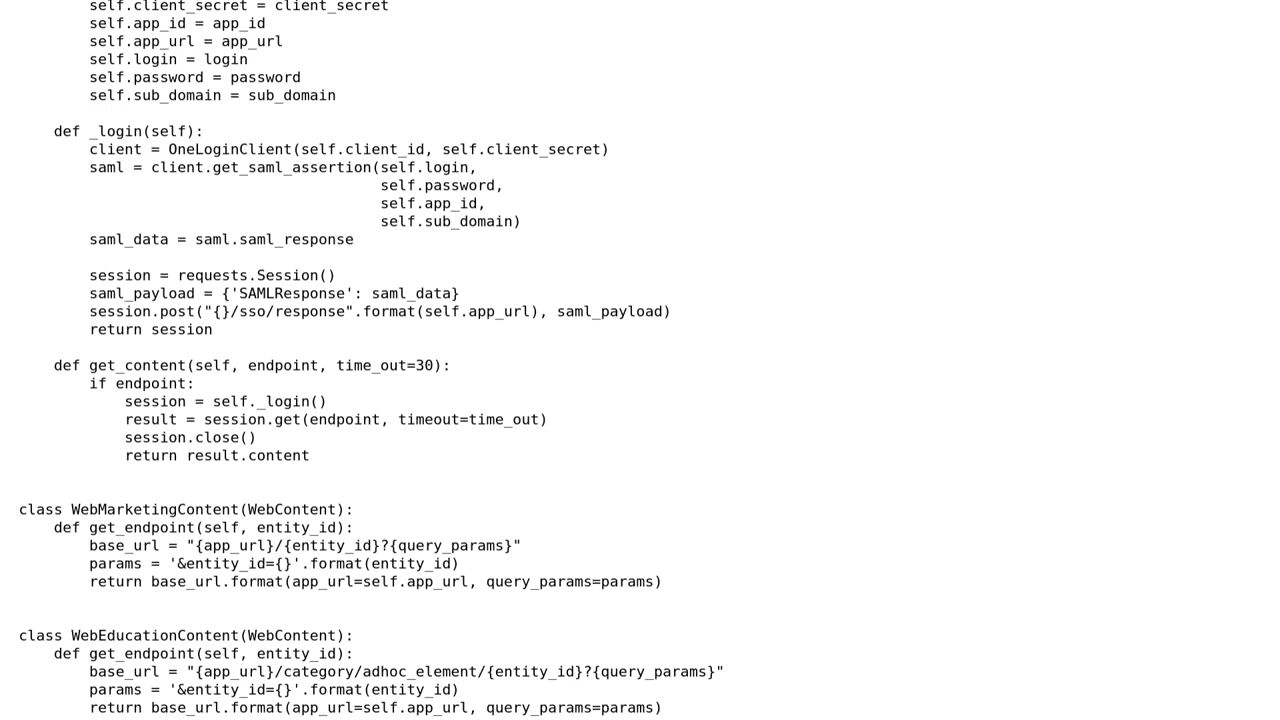 self.client_secret = client_secret
        self.app_id = app_id
        self.app_url = app_url
        self.login = login
        self.password = password
        self.sub_domain = sub_domain

    def _login(self):
        client = OneLoginClient(self.client_id, self.client_secret)
        saml = client.get_saml_assertion(self.login,
                                         self.password,
                                         self.app_id,
                                         self.sub_domain)
        saml_data = saml.saml_response

        session = requests.Session()
        saml_payload = {'SAMLResponse': saml_data}
        session.post("{}/sso/response".format(self.app_url), saml_payload)
        return session

    def get_content(self, endpoint, time_out=30):
        if endpoint:
            session = self._login()
            result = session.get(endpoint, timeout=time_out)
            session.close()
            return result.content


class WebMarketingContent(WebContent):
    def get_endpoint(self, entity_id):
        base_url = "{app_url}/{entity_id}?{query_params}"
        params = '&entity_id={}'.format(entity_id)
        return base_url.format(app_url=self.app_url, query_params=params)


class WebEducationContent(WebContent):
    def get_endpoint(self, entity_id):
        base_url = "{app_url}/category/adhoc_element/{entity_id}?{query_params}"
        params = '&entity_id={}'.format(entity_id)
        return base_url.format(app_url=self.app_url, query_params=params)